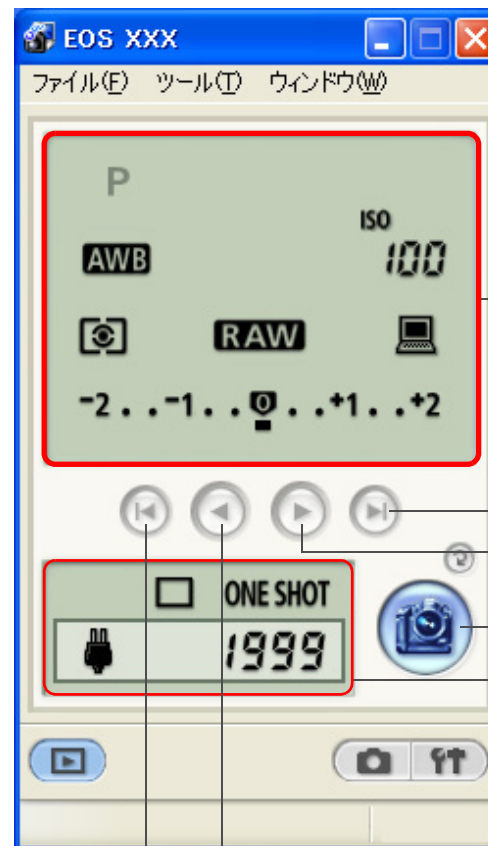 EOS XXX
ファイル(F) ツール(T) ウィンドウ(W)
P
ISO
AWB 100
RAW
-2..-1..0..+1..+2
ONE SHOT
1999